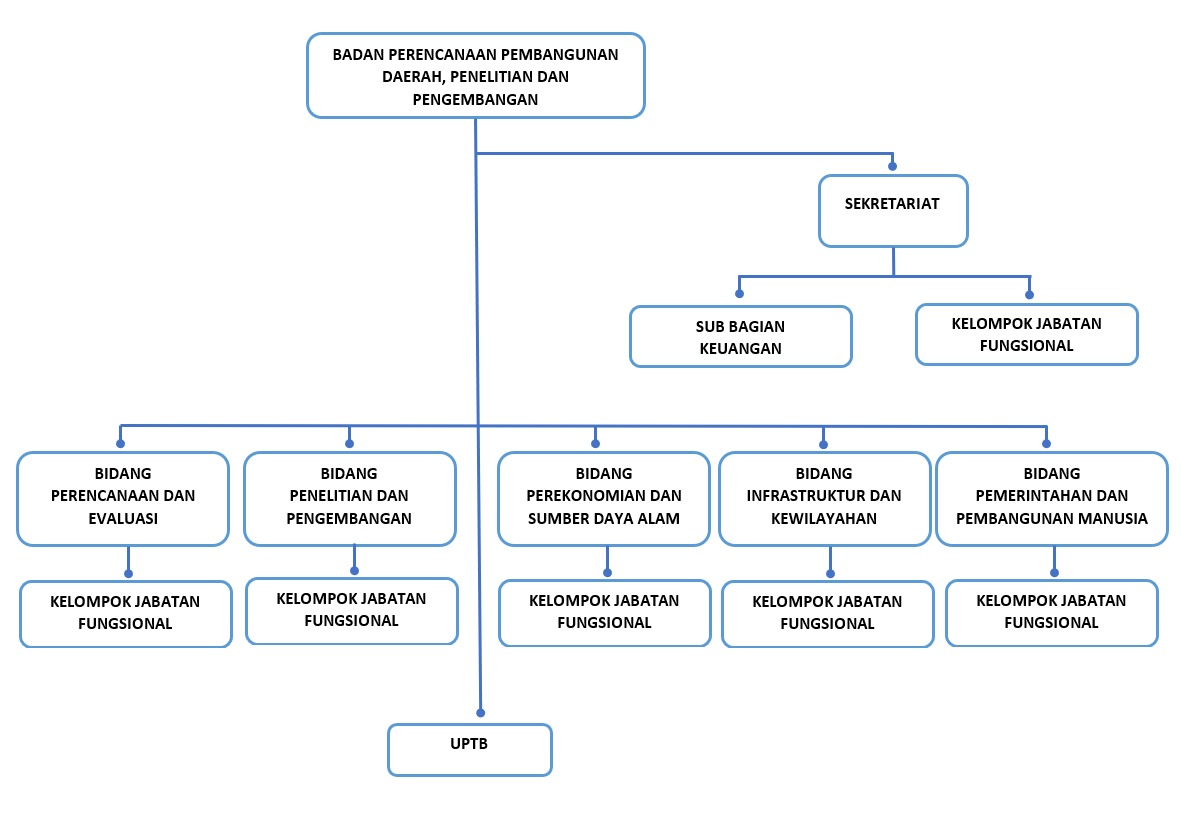 BADAN PERENCANAAN PEMBANGUNAN
DAERAH, PENELITIAN DAN
PENGEMBANGAN
SEKRETARIAT
SUB BAGIAN
KEUANGAN
KELOMPOK JABATAN
FUNGSIONAL
BIDANG
PERENCANAAN DAN
EVALUASI
BIDANG
PENELITIAN DAN
PENGEMBANGAN
BIDANG
PEREKONOMIAN DAN
SUMBER DAYA ALAM
BIDANG
INFRASTRUKTUR DAN
KEWILAYAHAN
BIDANG
PEMERINTAHAN DAN
PEMBANGUNAN MANUSIA
KELOMPOK JABATAN
FUNGSIONAL
KELOMPOK JABATAN
FUNGSIONAL
KELOMPOK JABATAN
FUNGSIONAL
KELOMPOK JABATAN
FUNGSIONAL
KELOMPOK JABATAN
FUNGSIONAL
UPTB